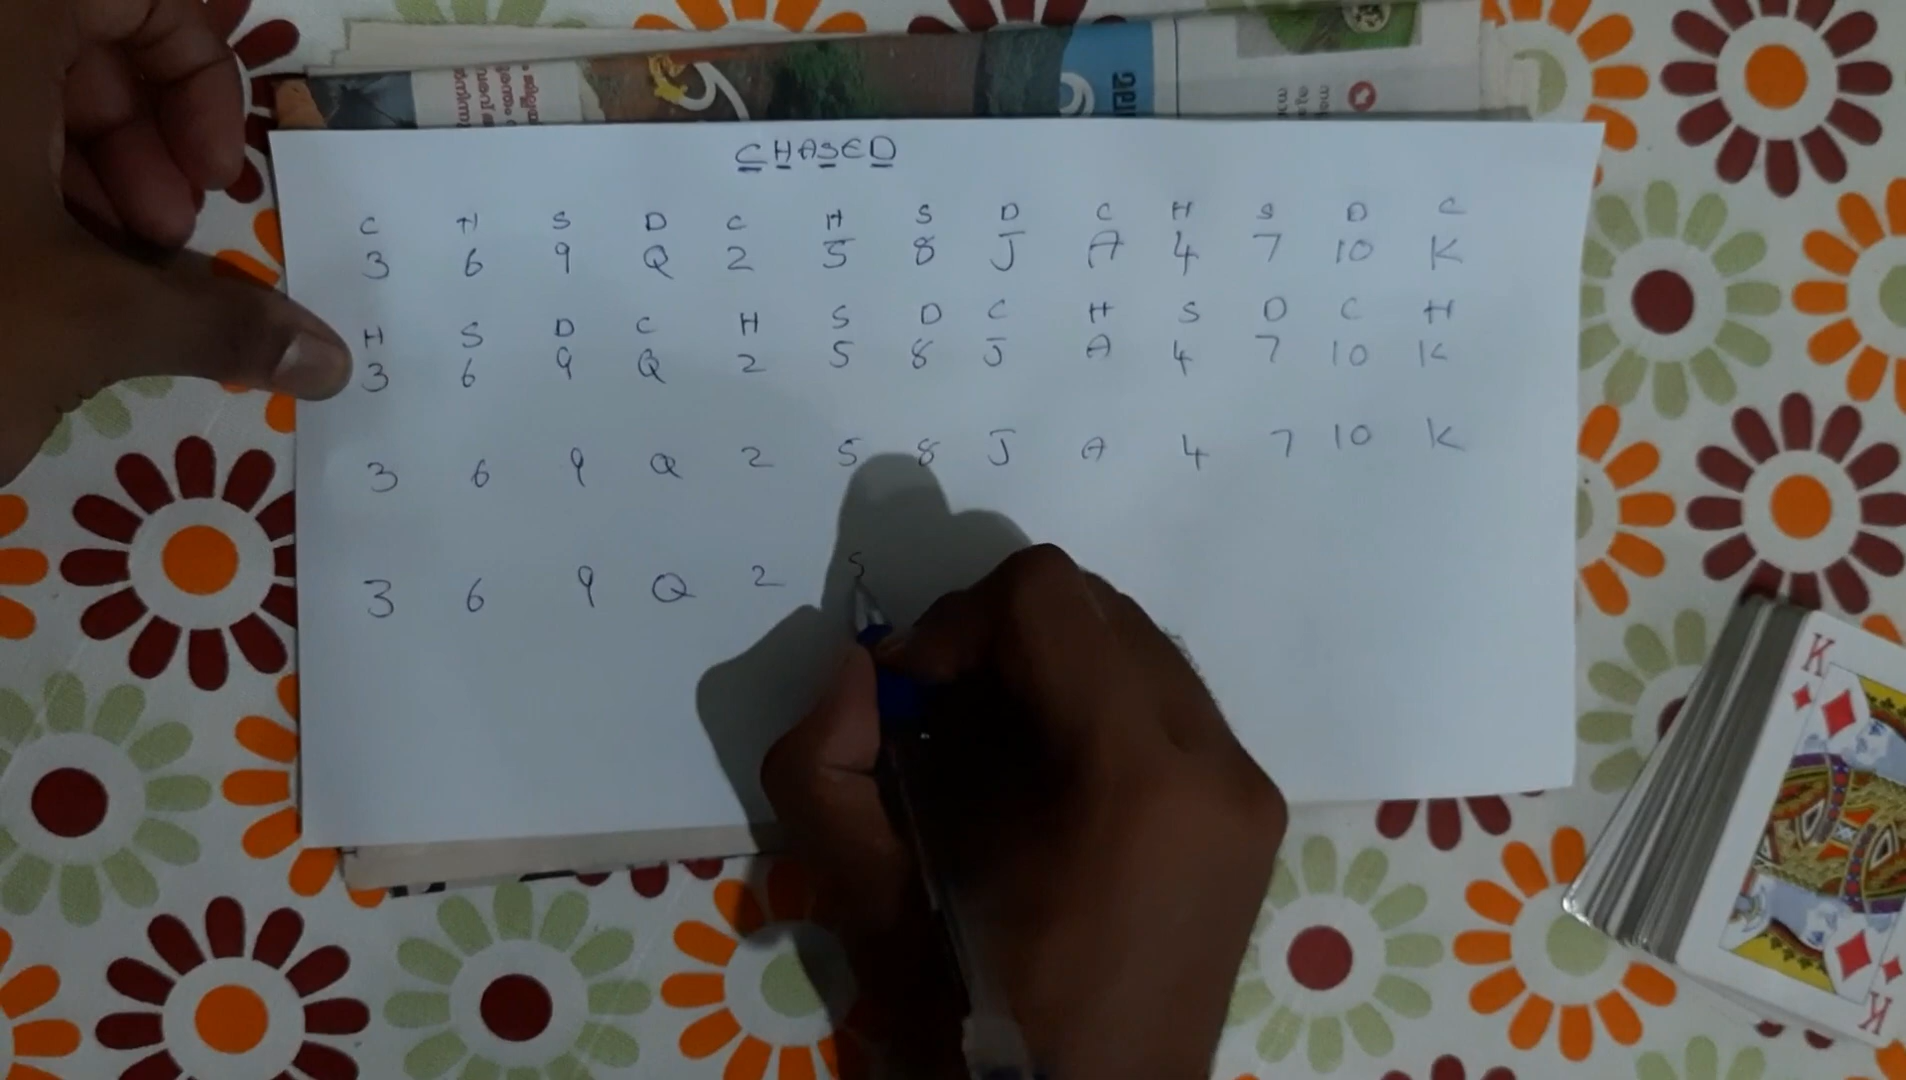 CHASED
C H S D C H S D C H S D C
3 6 9 Q 2 5 8 J A 4 7 10 K
H S D C H S D C H S D C H
3 6 9 Q 2 5 8 J A 4 7 10 K
3 6 9 Q 2 5 8 J A 4 7 10 K
3 6 9 Q 2 5
K
K